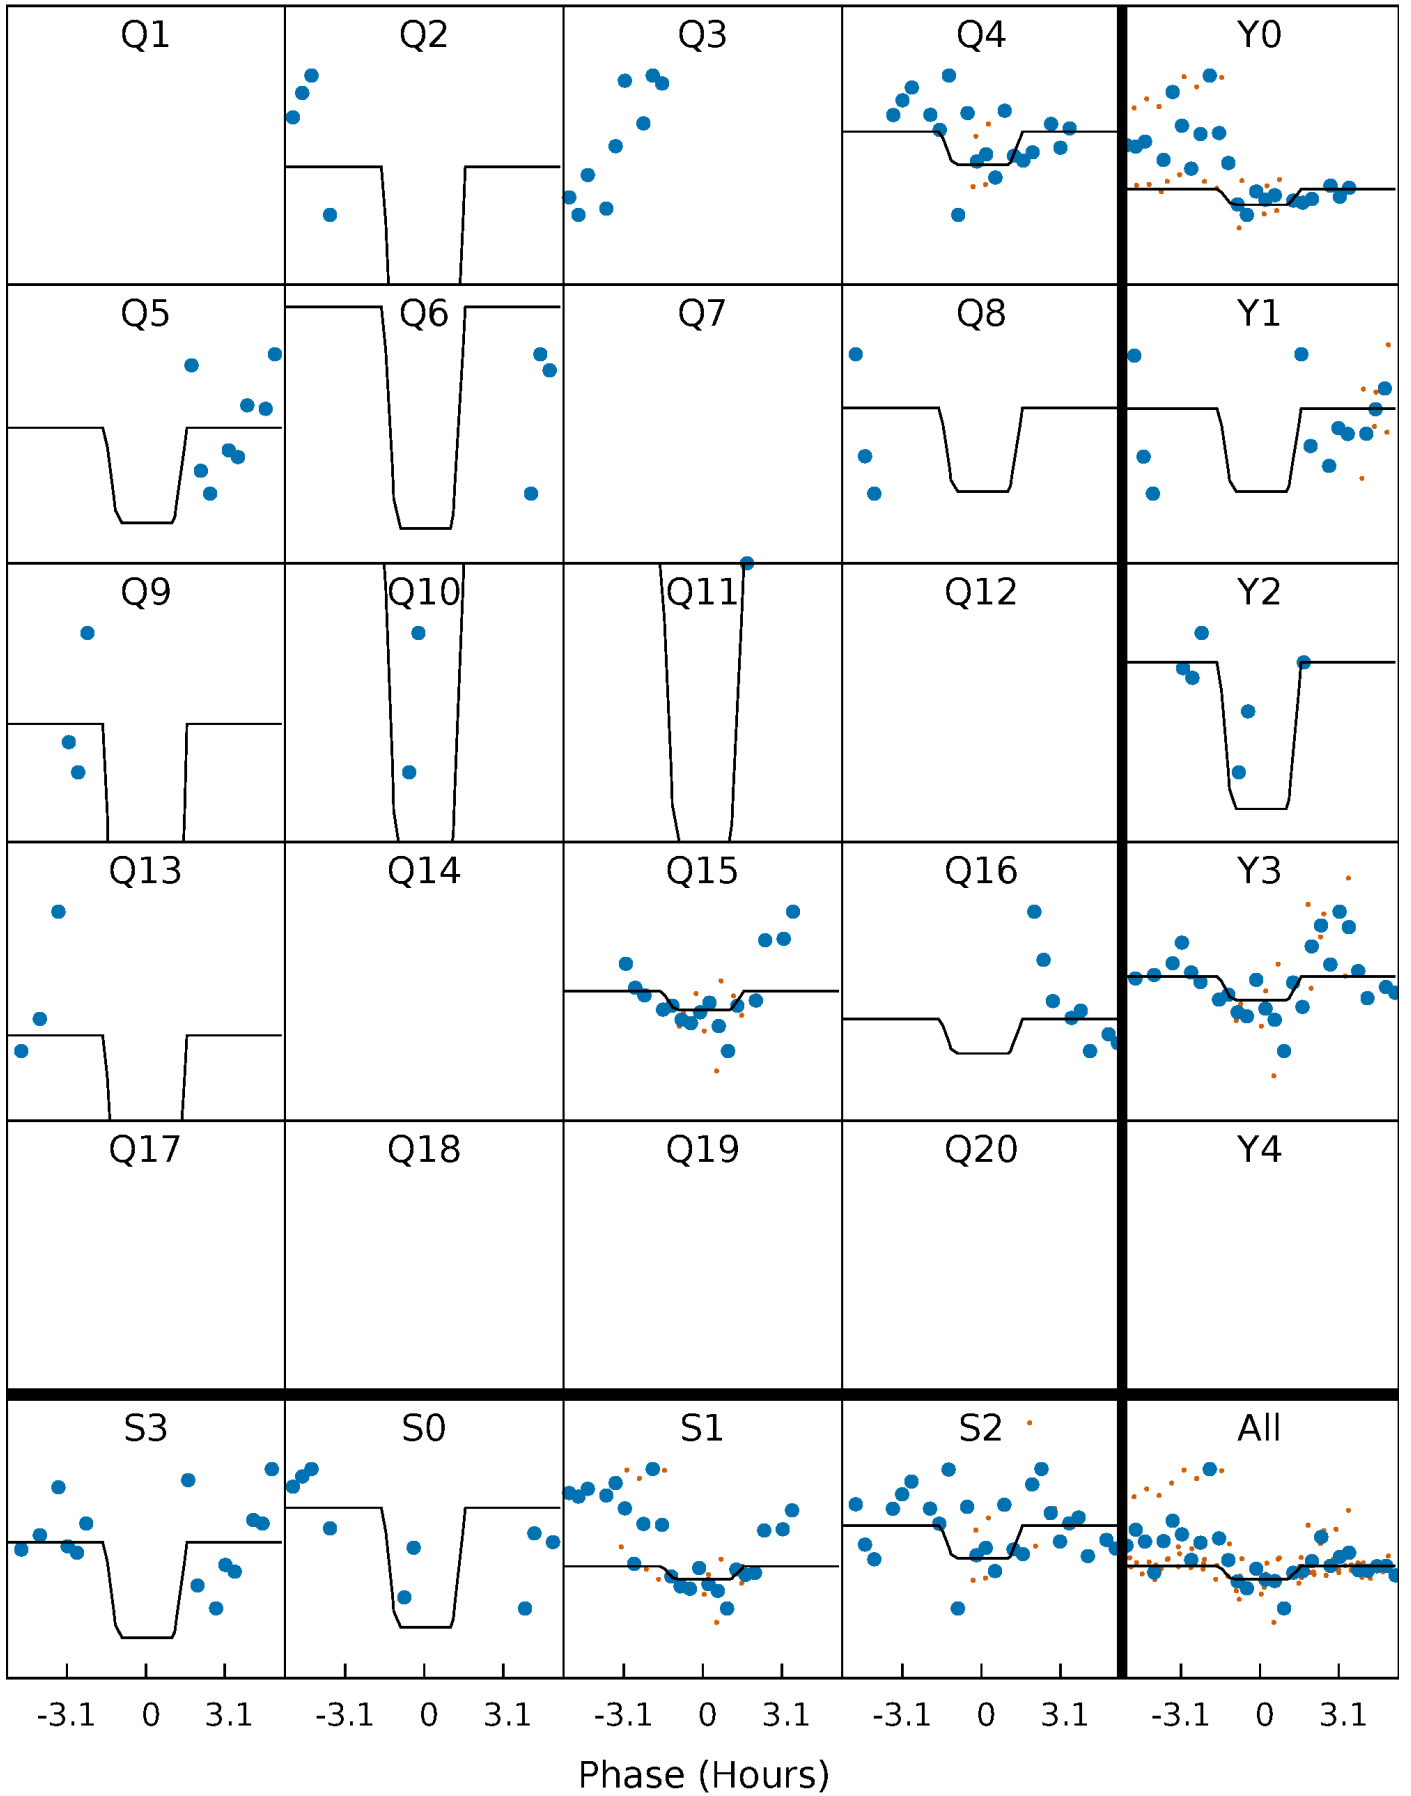 Q1 Q2 Q3 Q4 Y0
Q5 Q6 Q7 Q8 Y1
Q9 Q10 Q11 Q12 Y2
Q13 Q14 Q15 Q16 Y3
Q17 Q18 Q19 Q20 Y4
S3 S0 S1 S2 All
-3.1 0 3.1 -3.1 0 3.1 -3.1 0 3.1 -3.1 0 3.1 -3.1 0 3.1
Phase (Hours)